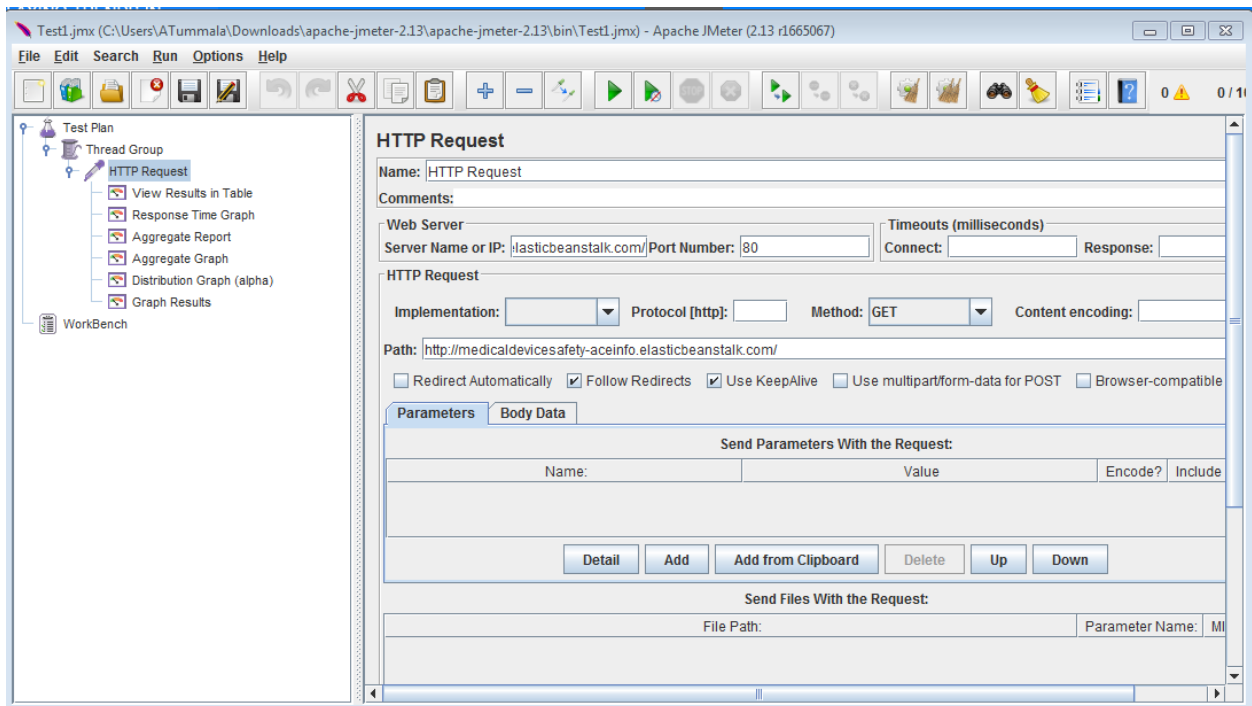 Test1.jmx (C:\Users\ATummala\Downloads\apache-jmeter-2.13\apache-jmeter-2.13\bin\Test1.jmx) - Apache JMeter (2.13 r1665067)
File Edit Search Run Options Help
STOP
0
0 / 10
Test Plan
Thread Group
HTTP Request
View Results in Table
Response Time Graph
Aggregate Report
Aggregate Graph
Distribution Graph (alpha)
Graph Results
WorkBench
HTTP Request
Name: HTTP Request
Comments:
Web Server
Timeouts (milliseconds)
Server Name or IP: elasticbeanstalk.com/ Port Number: 80
Connect: Response:
HTTP Request
Implementation: Protocol [http]: Method: GET Content encoding:
Path: http://medicaldevicesafety-aceinfo.elasticbeanstalk.com/
Redirect Automatically Follow Redirects Use KeepAlive Use multipart/form-data for POST Browser-compatible
Parameters Body Data
Send Parameters With the Request:
Name: Value Encode? Include
Detail Add Add from Clipboard Delete Up Down
Send Files With the Request:
File Path: Parameter Name: MI